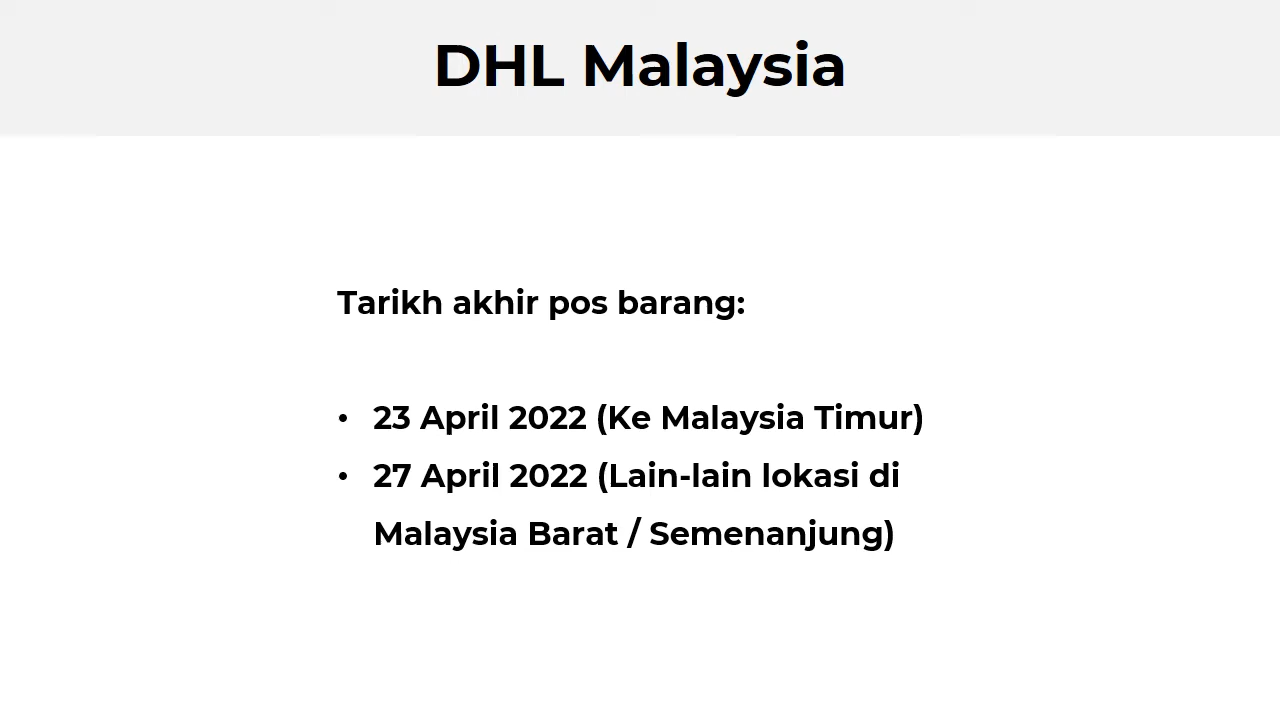 DHL Malaysia
Tarikh akhir pos barang:
• 23 April 2022 (Ke Malaysia Timur)
• 27 April 2022 (Lain-lain lokasi di
Malaysia Barat / Semenanjung)